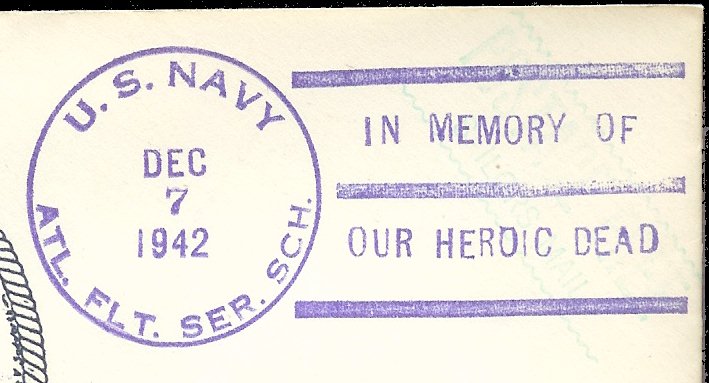 U. S. NAVY
DEC
7
1942
ATL. FLT. SER. SCH.
IN MEMORY OF
OUR HEROIC DEAD